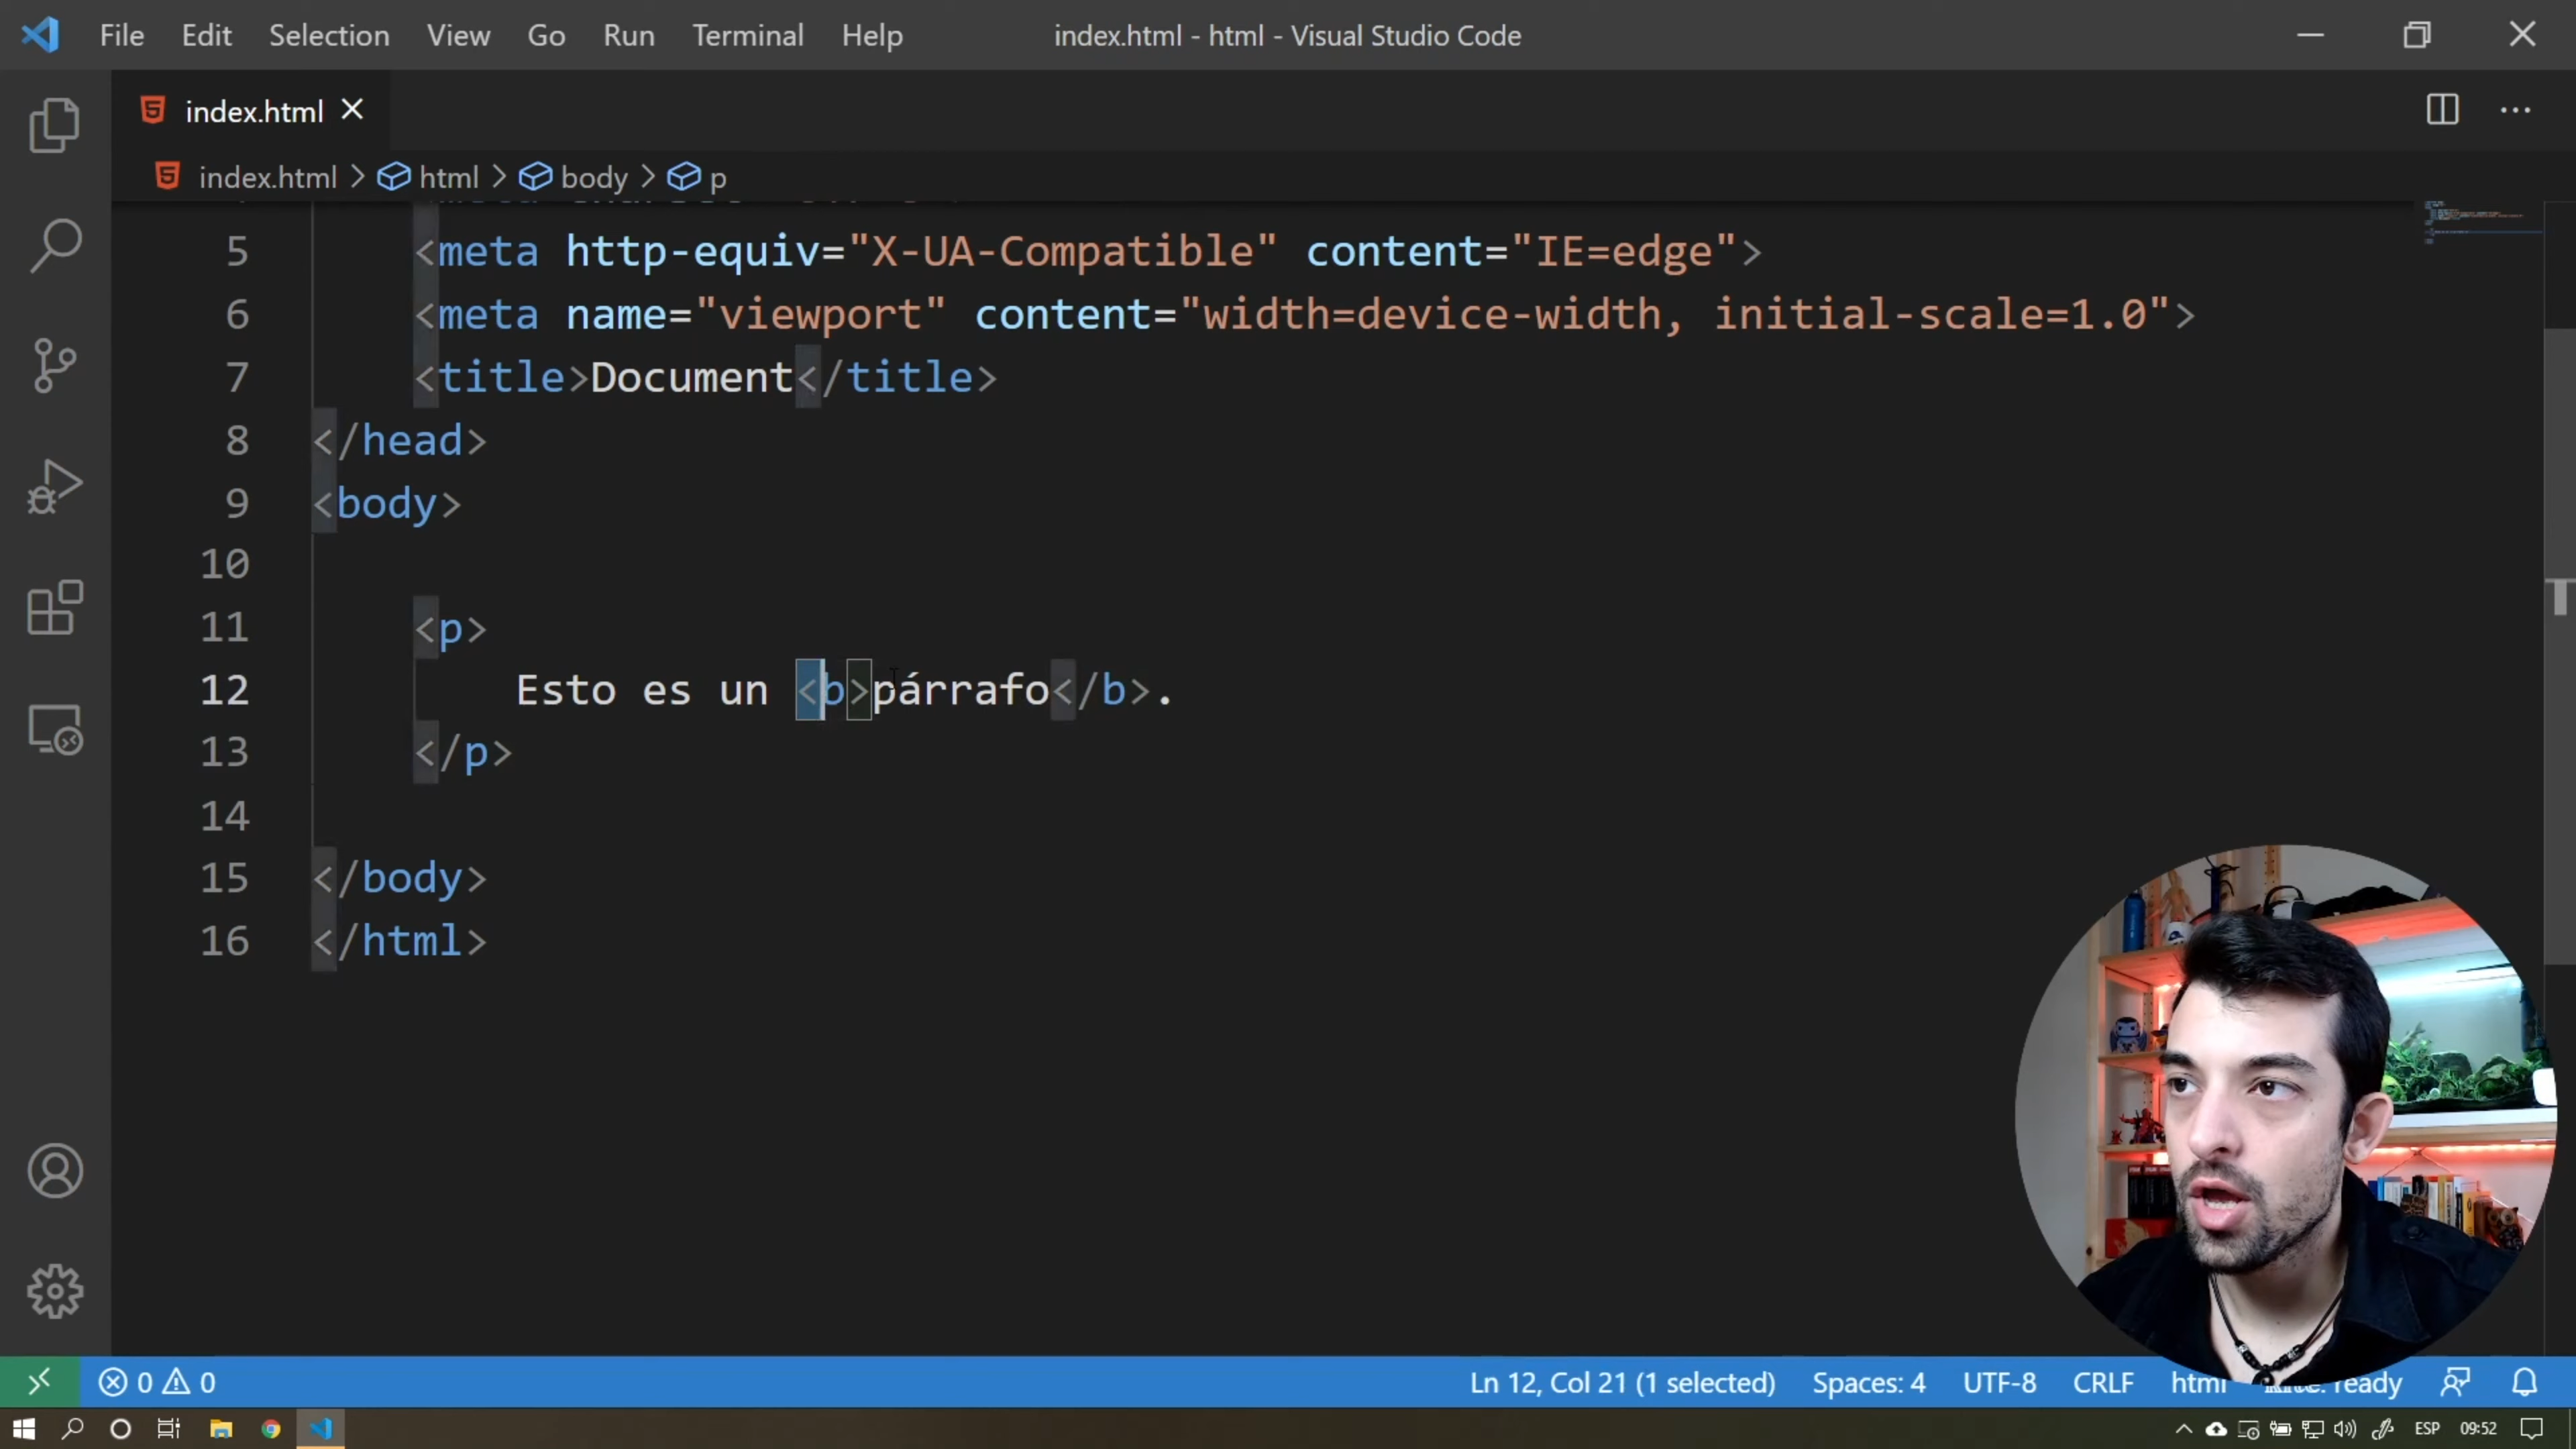 File Edit Selection View Go Run Terminal Help index.html - html - Visual Studio Code
index.html
index.html > html > body > p
5 <meta http-equiv="X-UA-Compatible" content="IE=edge">
6 <meta name="viewport" content="width=device-width, initial-scale=1.0">
7 <title>Document</title>
8 </head>
9 <body>
10
11 <p>
12 Esto es un <b>párrafo</b>.
13 </p>
14
15 </body>
16 </html>
0 0 Ln 12, Col 21 (1 selected) Spaces: 4 UTF-8 CRLF html ready
ESP 09:52